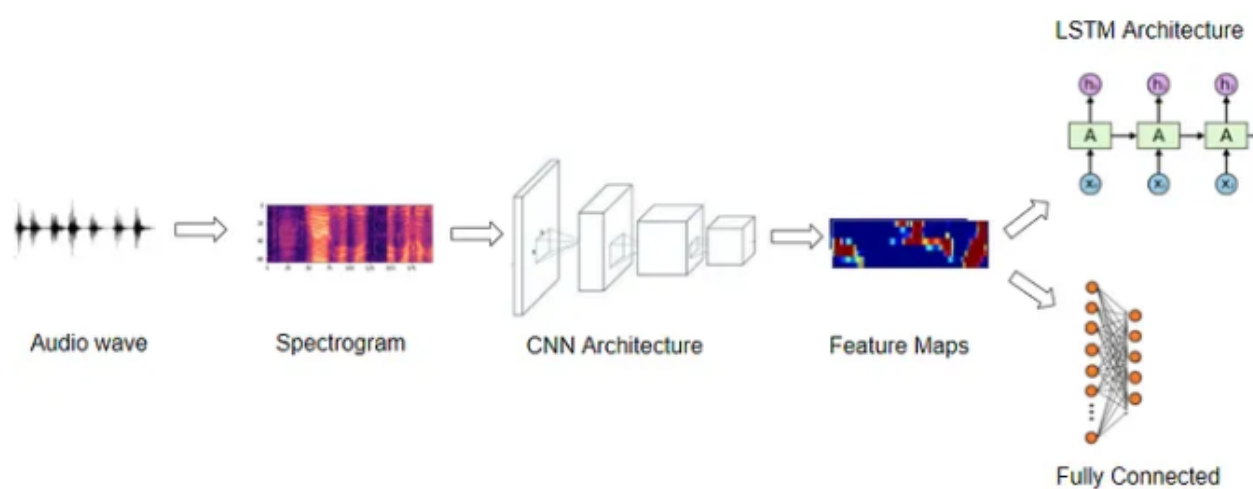 LSTM Architecture
A
A
A
Audio wave
Spectrogram
CNN Architecture
Feature Maps
Fully Connected